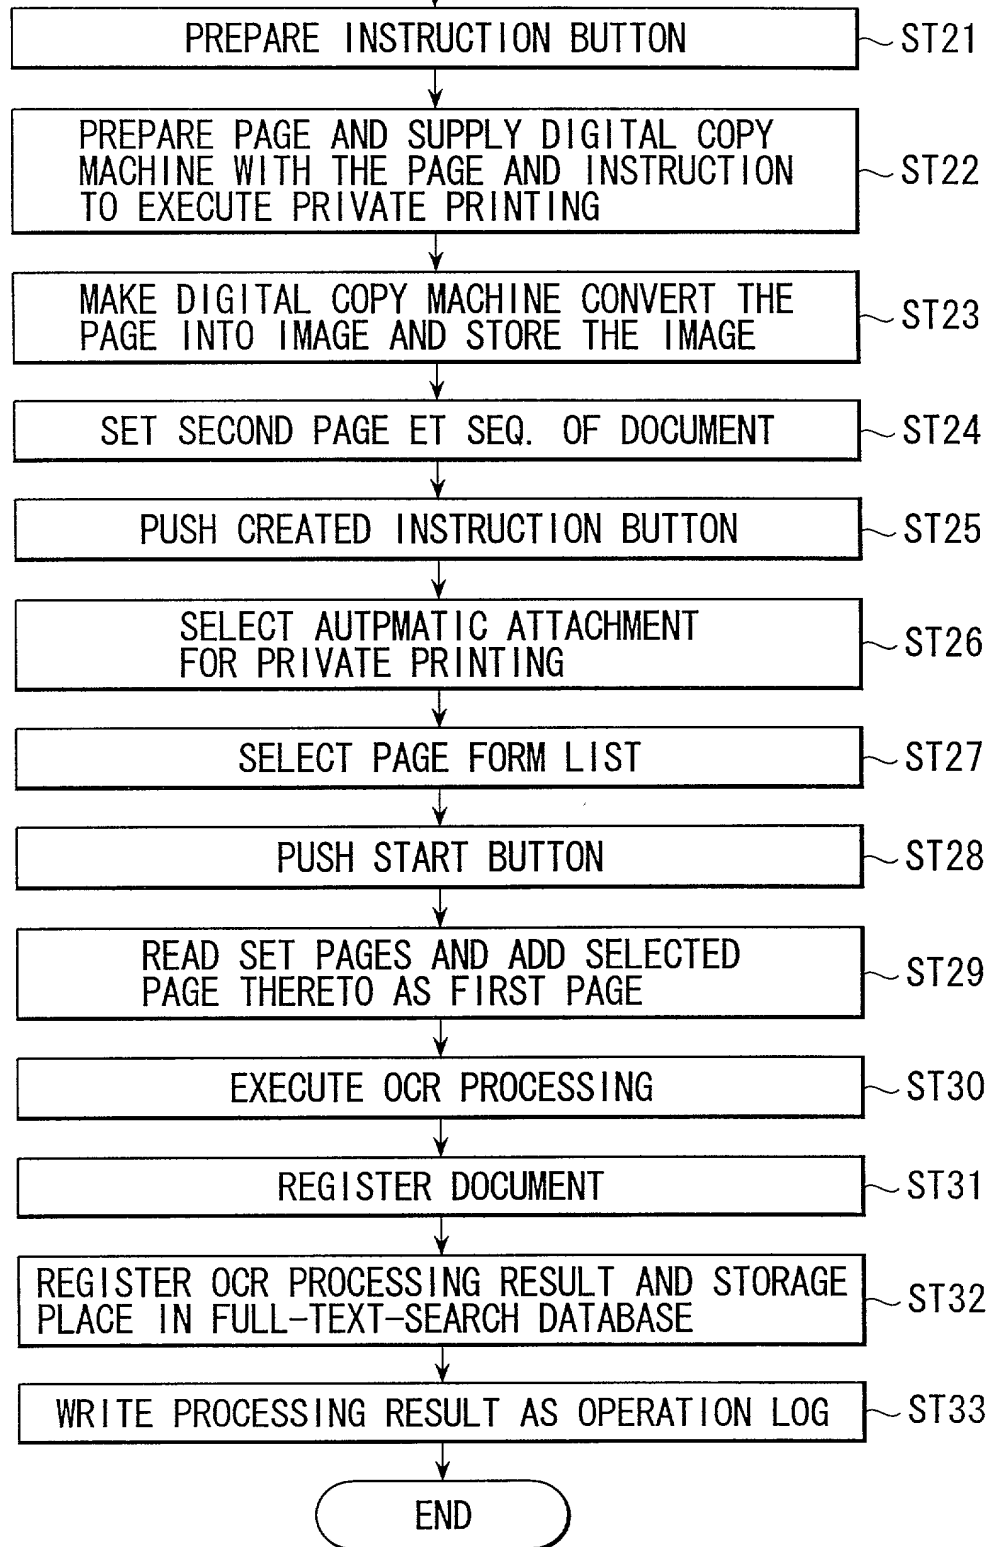 PREPARE INSTRUCTION BUTTON
ST21
PREPARE PAGE AND SUPPLY DIGITAL COPY
MACHINE WITH THE PAGE AND INSTRUCTION
TO EXECUTE PRIVATE PRINTING
ST22
MAKE DIGITAL COPY MACHINE CONVERT THE
PAGE INTO IMAGE AND STORE THE IMAGE
ST23
SET SECOND PAGE ET SEQ. OF DOCUMENT
ST24
PUSH CREATED INSTRUCTION BUTTON
ST25
SELECT AUTPMATIC ATTACHMENT
FOR PRIVATE PRINTING
ST26
SELECT PAGE FORM LIST
ST27
PUSH START BUTTON
ST28
READ SET PAGES AND ADD SELECTED
PAGE THERETO AS FIRST PAGE
ST29
EXECUTE OCR PROCESSING
ST30
REGISTER DOCUMENT
ST31
REGISTER OCR PROCESSING RESULT AND STORAGE
PLACE IN FULL-TEXT-SEARCH DATABASE
ST32
WRITE PROCESSING RESULT AS OPERATION LOG
ST33
END